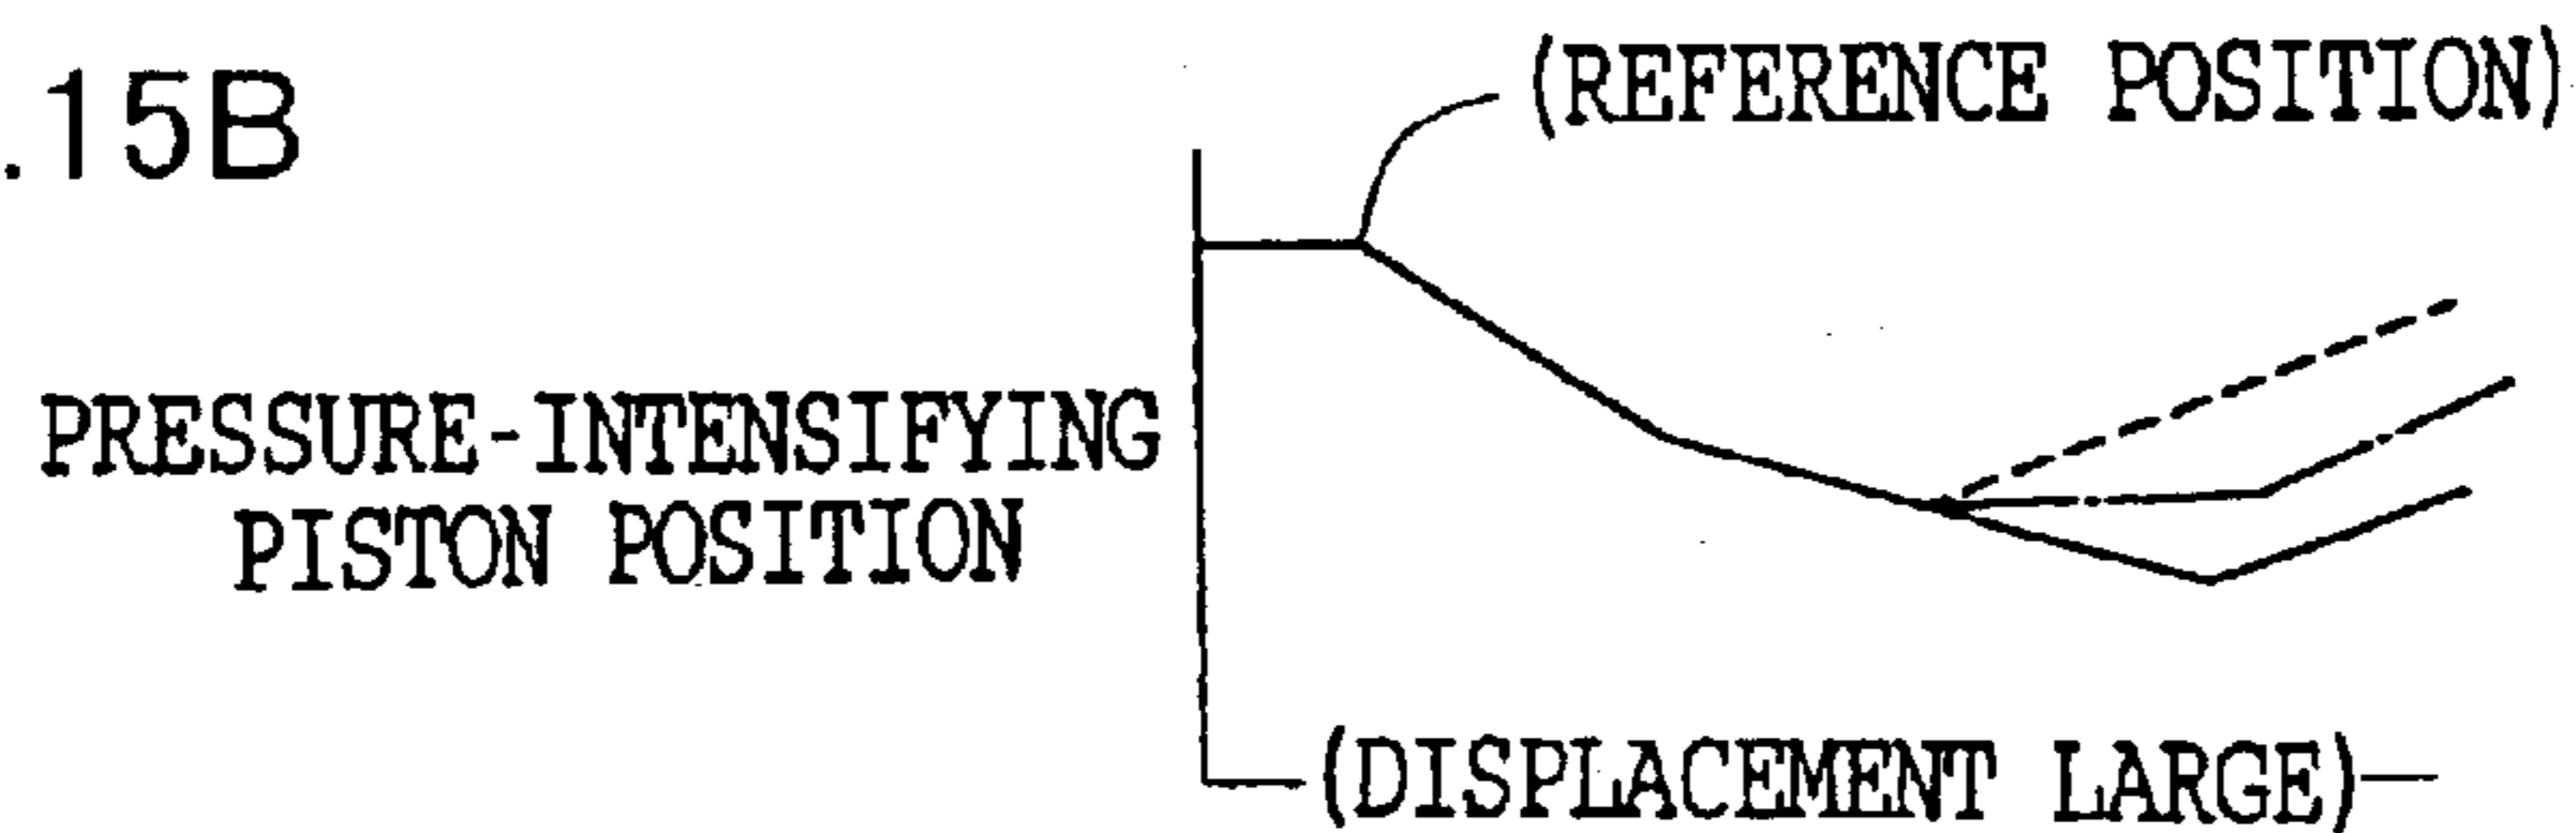 .15B
(REFERENCE POSITION)
PRESSURE-INTENSIFYING
PISTON POSITION
(DISPLACEMENT LARGE)